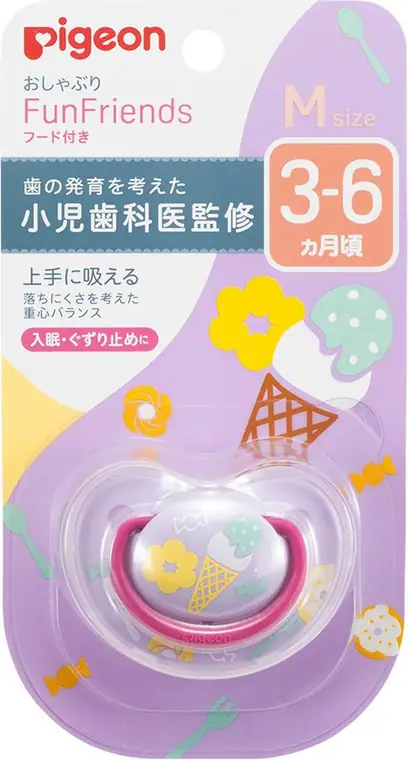 pigeon
おしゃぶり
FunFriends
フード付き
M size
歯の発育を考えた
小児歯科医監修
3-6
ヵ月頃
上手に吸える
落ちにくさを考えた
重心バランス
入眠・ぐずり止めに
pigeon